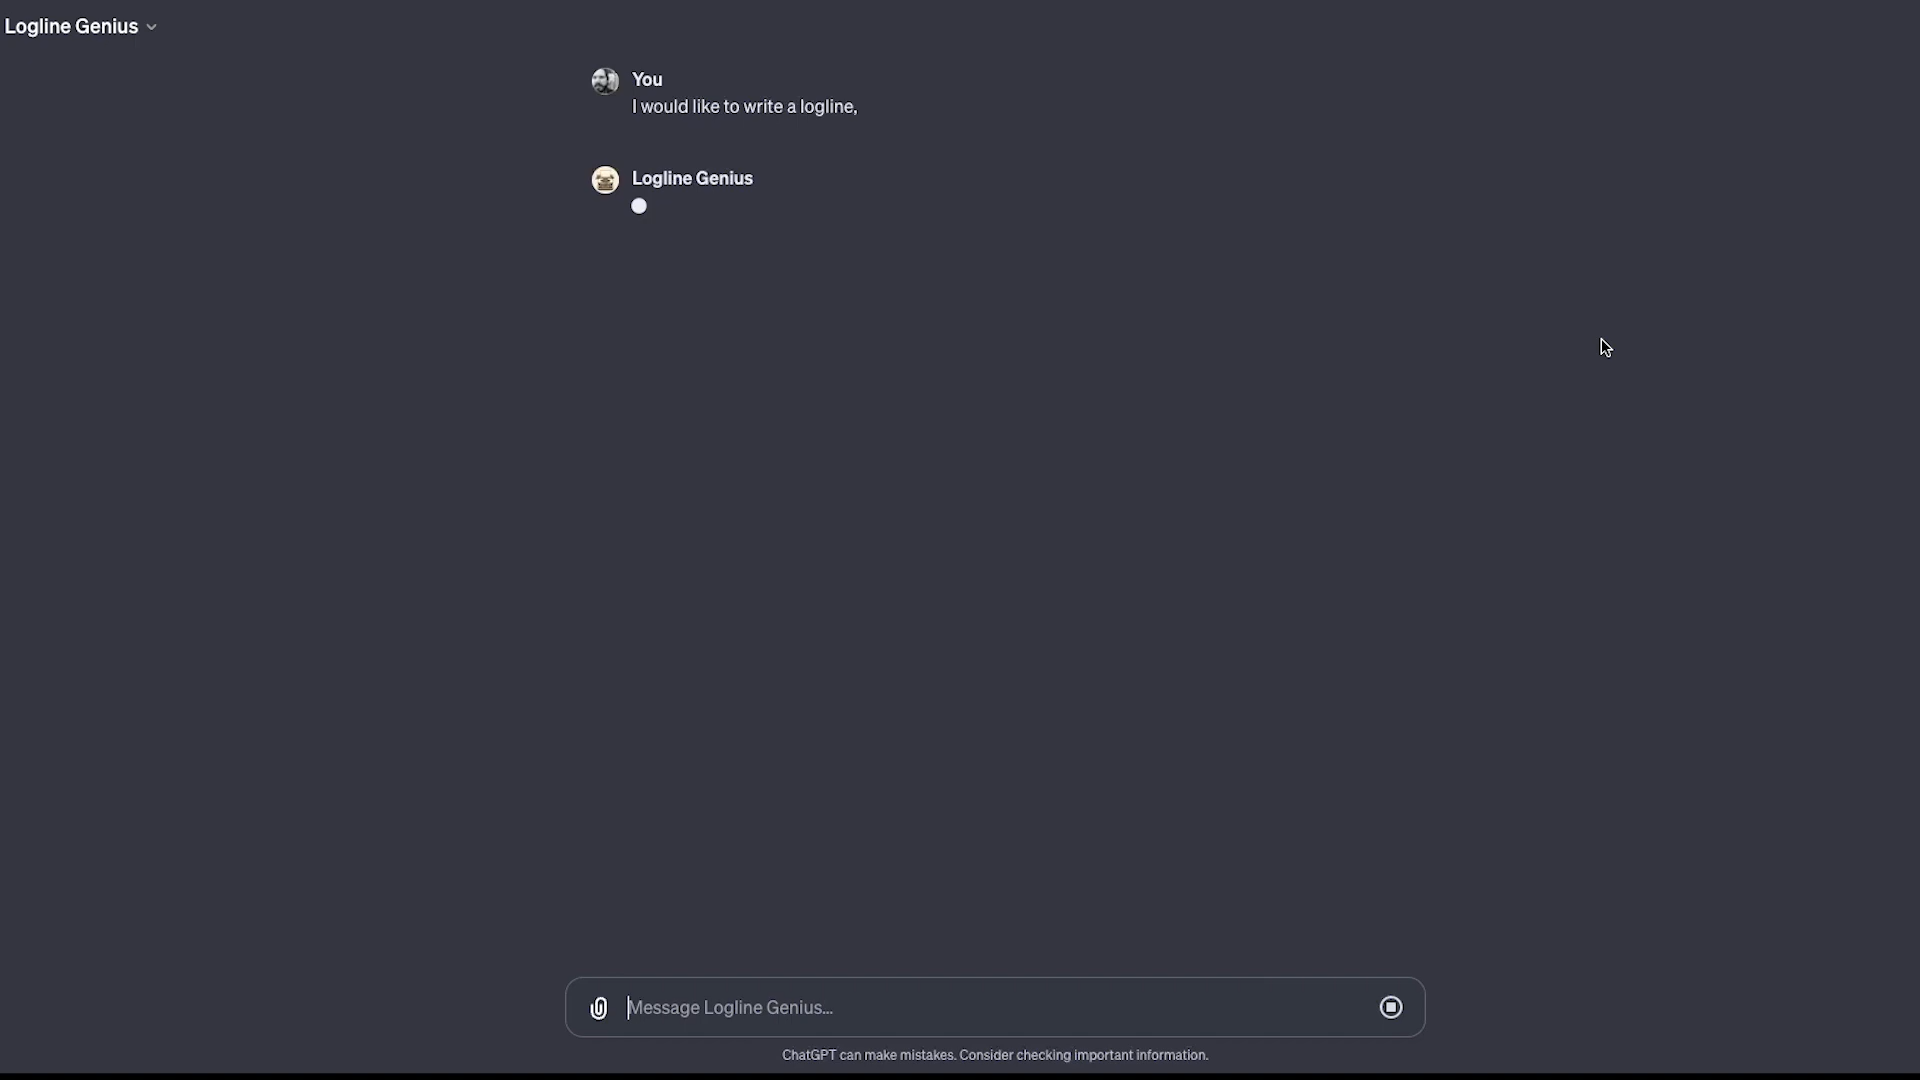 Logline Genius
You
I would like to write a logline,
Logline Genius
Message Logline Genius...
ChatGPT can make mistakes. Consider checking important information.